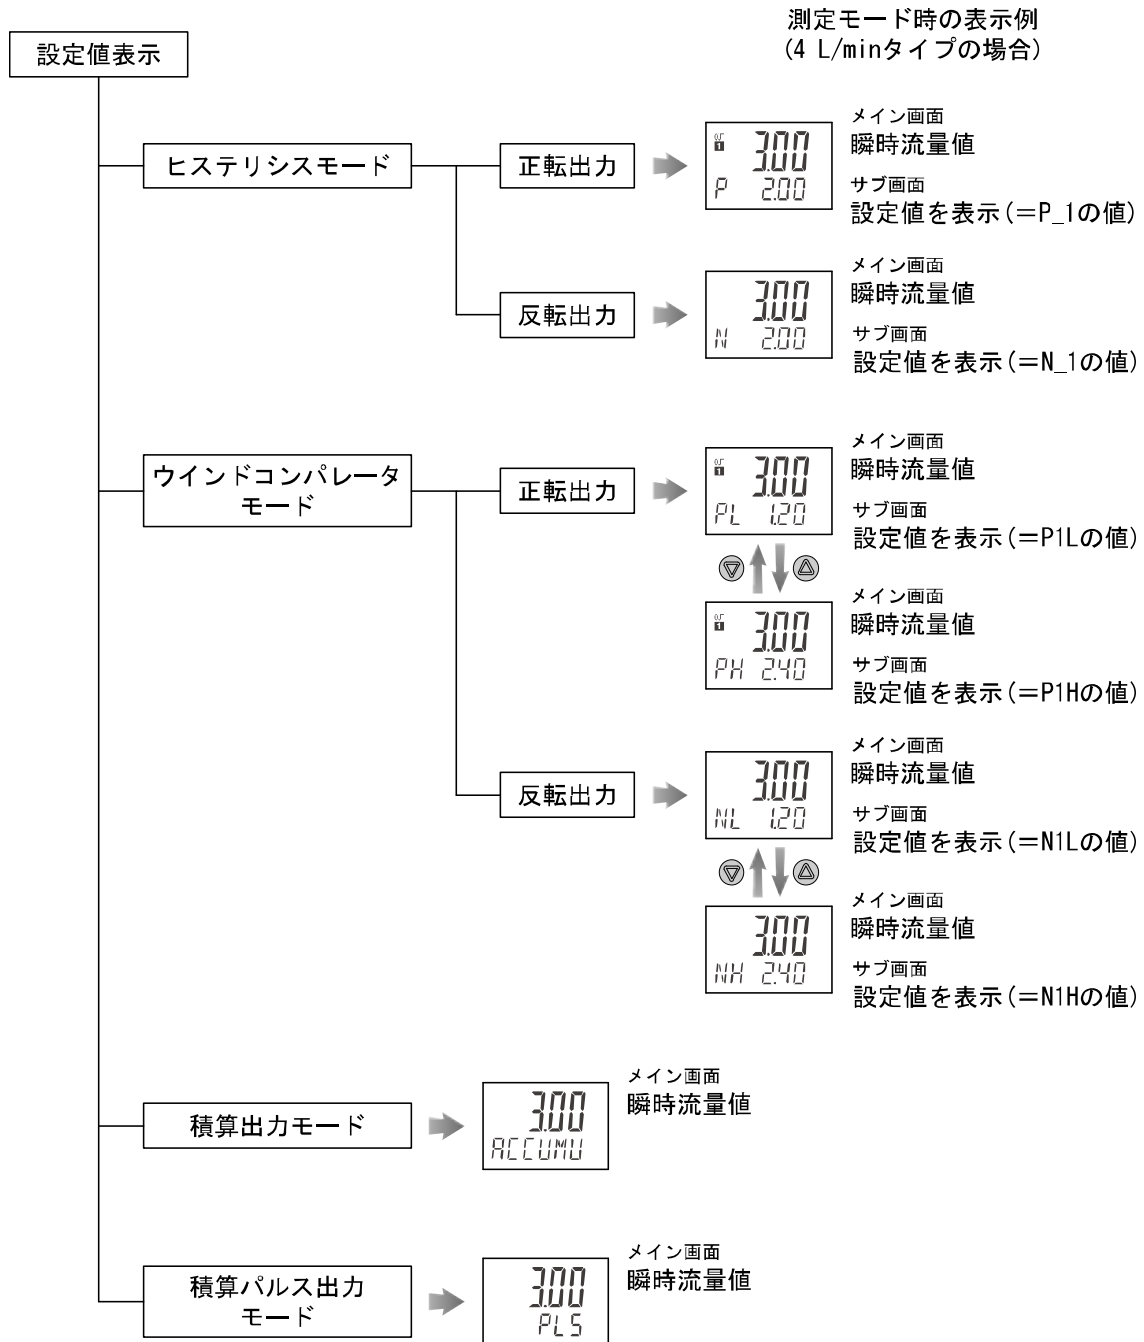 測定モード時の表示例
(4 L/minタイプの場合)
設定値表示
ヒステリシスモード
正転出力
1
3.00
P 2.00
メイン画面
瞬時流量値
サブ画面
設定値を表示(＝P_1の値)
反転出力
3.00
N 2.00
メイン画面
瞬時流量値
サブ画面
設定値を表示(＝N_1の値)
ウインドコンパレータ
モード
正転出力
1
3.00
PL 1.20
メイン画面
瞬時流量値
サブ画面
設定値を表示(＝P1Lの値)
1
3.00
PH 2.40
メイン画面
瞬時流量値
サブ画面
設定値を表示(＝P1Hの値)
反転出力
3.00
NL 1.20
メイン画面
瞬時流量値
サブ画面
設定値を表示(＝N1Lの値)
3.00
NH 2.40
メイン画面
瞬時流量値
サブ画面
設定値を表示(＝N1Hの値)
積算出力モード
3.00
ACCUMU
メイン画面
瞬時流量値
積算パルス出力
モード
3.00
PLS
メイン画面
瞬時流量値